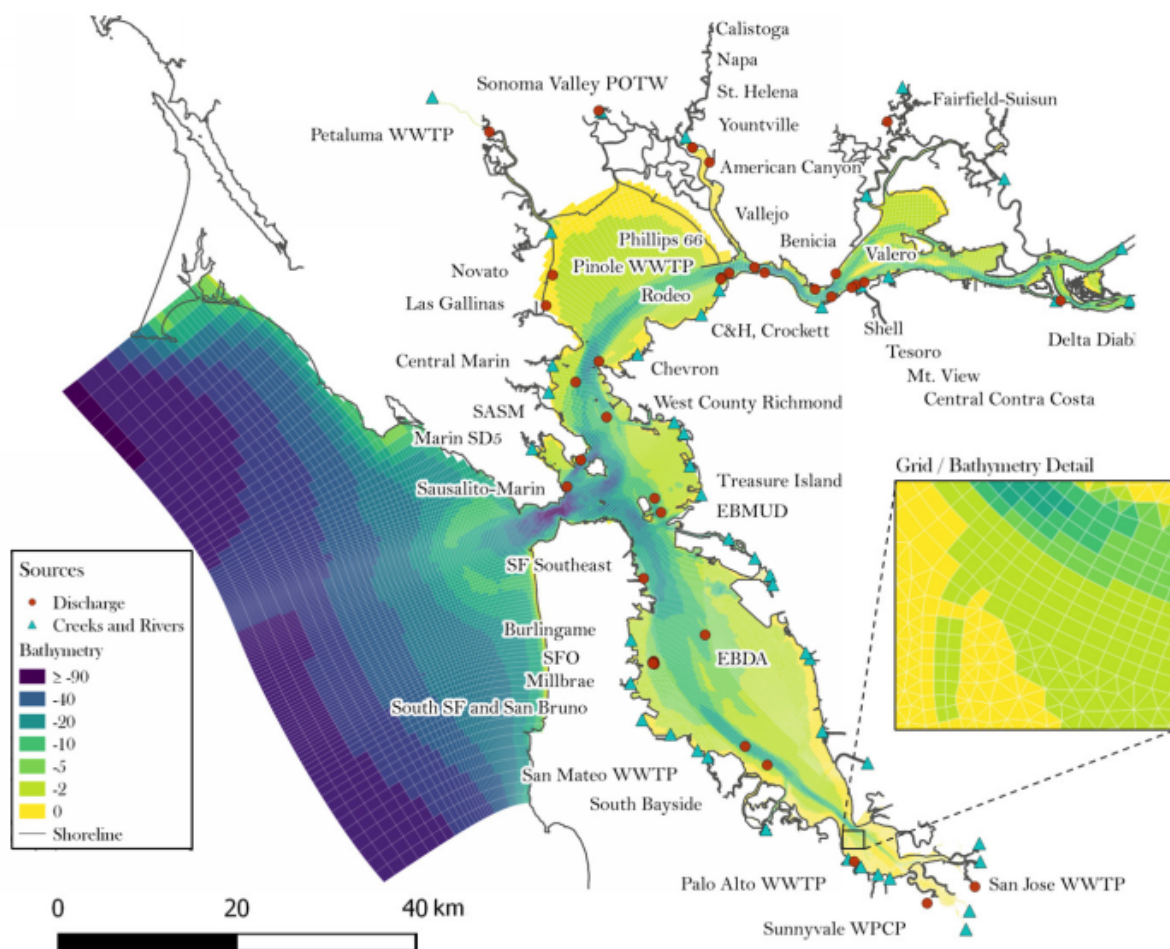 Calistoga
Napa
Sonoma Valley POTW
St. Helena
Fairfield-Suisun
Petaluma WWTP
Yountville
American Canyon
Vallejo
Phillips 66
Benicia
Valero
Novato
Pinole WWTP
Las Gallinas
Rodeo
C&H, Crockett
Shell
Delta Diabl
Central Marin
Chevron
Tesoro
Mt. View
SASM
West County Richmond
Central Contra Costa
Marin SD5
Grid / Bathymetry Detail
Sausalito-Marin
Treasure Island
EBMUD
SF Southeast
Burlingame
SFO
EBDA
Millbrae
South SF and San Bruno
San Mateo WWTP
South Bayside
Palo Alto WWTP
San Jose WWTP
Sunnyvale WPCP
Sources
Discharge
Creeks and Rivers
Bathymetry
≥ -90
-40
-20
-10
-5
-2
0
Shoreline
0 20 40 km